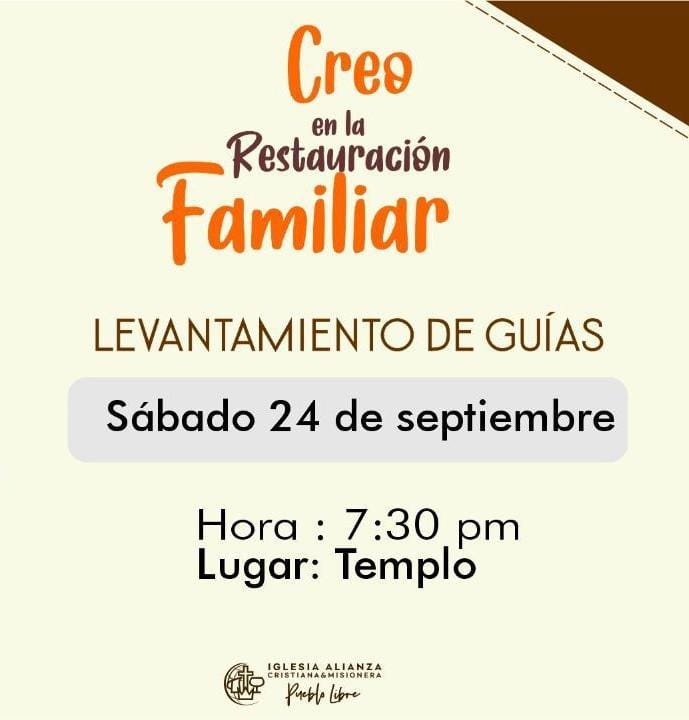 Creo
en la
Restauración
Familiar
LEVANTAMIENTO DE GUÍAS
Sábado 24 de septiembre
Hora : 7:30 pm
Lugar: Templo
IGLESIA ALIANZA
CRISTIANA&MISIONERA
Pueblo Libre